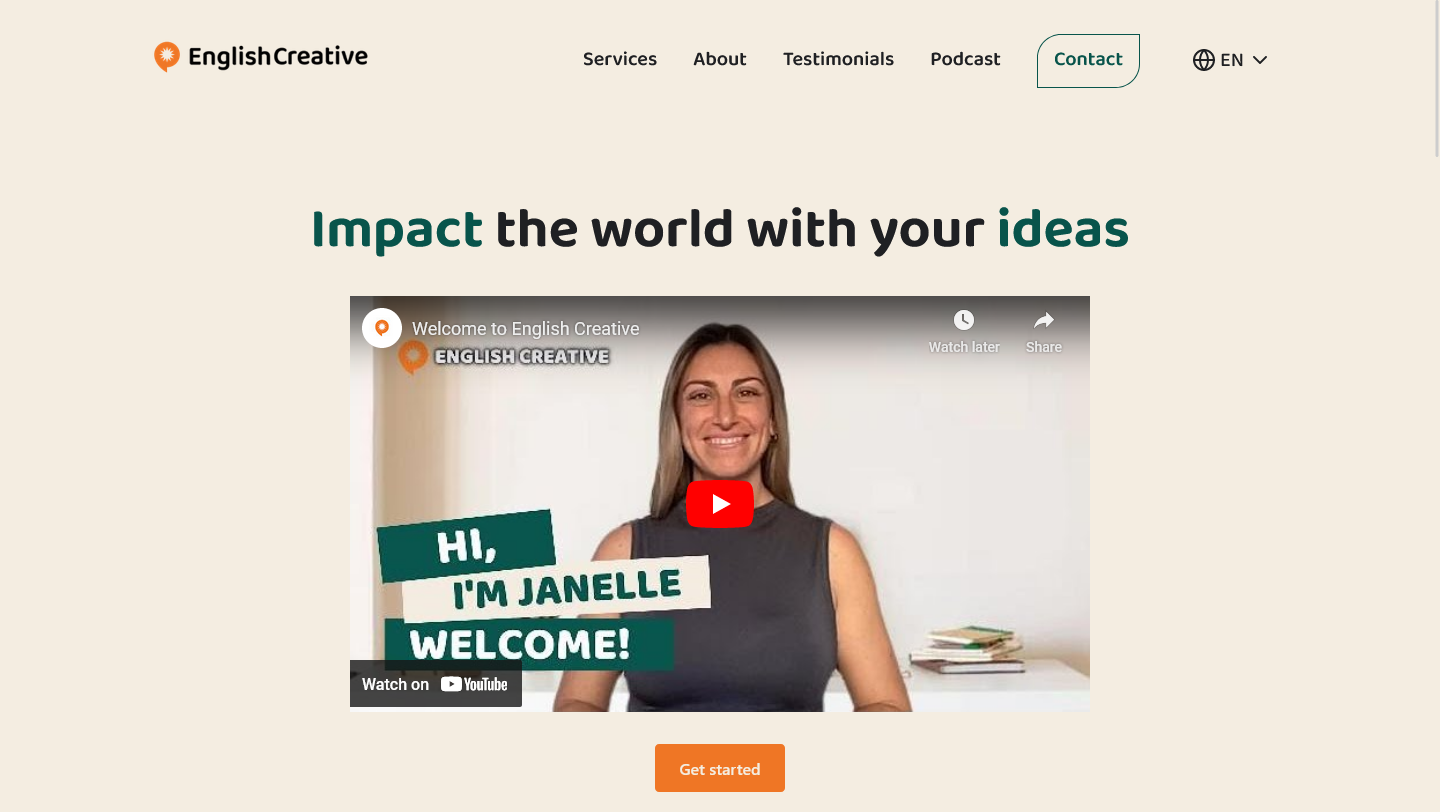 EnglishCreative
Services About Testimonials Podcast Contact EN
Impact the world with your ideas
Welcome to English Creative
Watch later Share
ENGLISH CREATIVE
HI,
I'M JANELLE
WELCOME!
Watch on YouTube
Get started